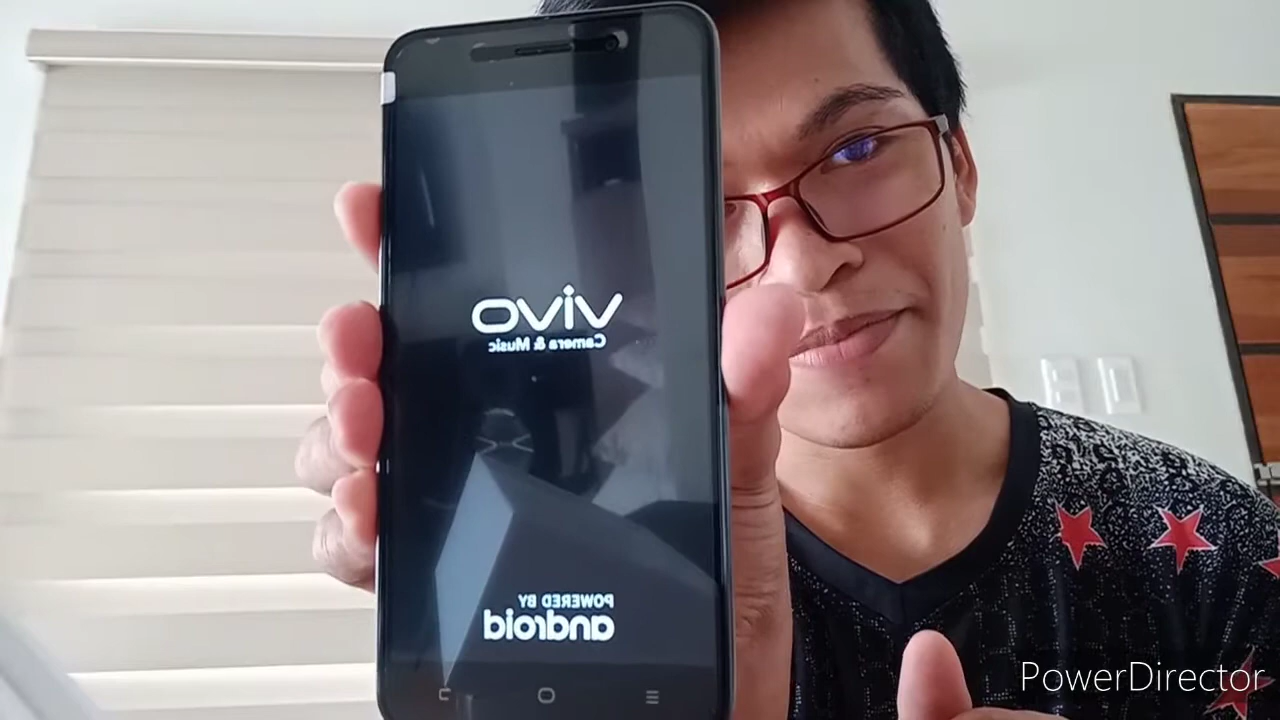 vivo
Camera & Music
POWERED BY
android
PowerDirector